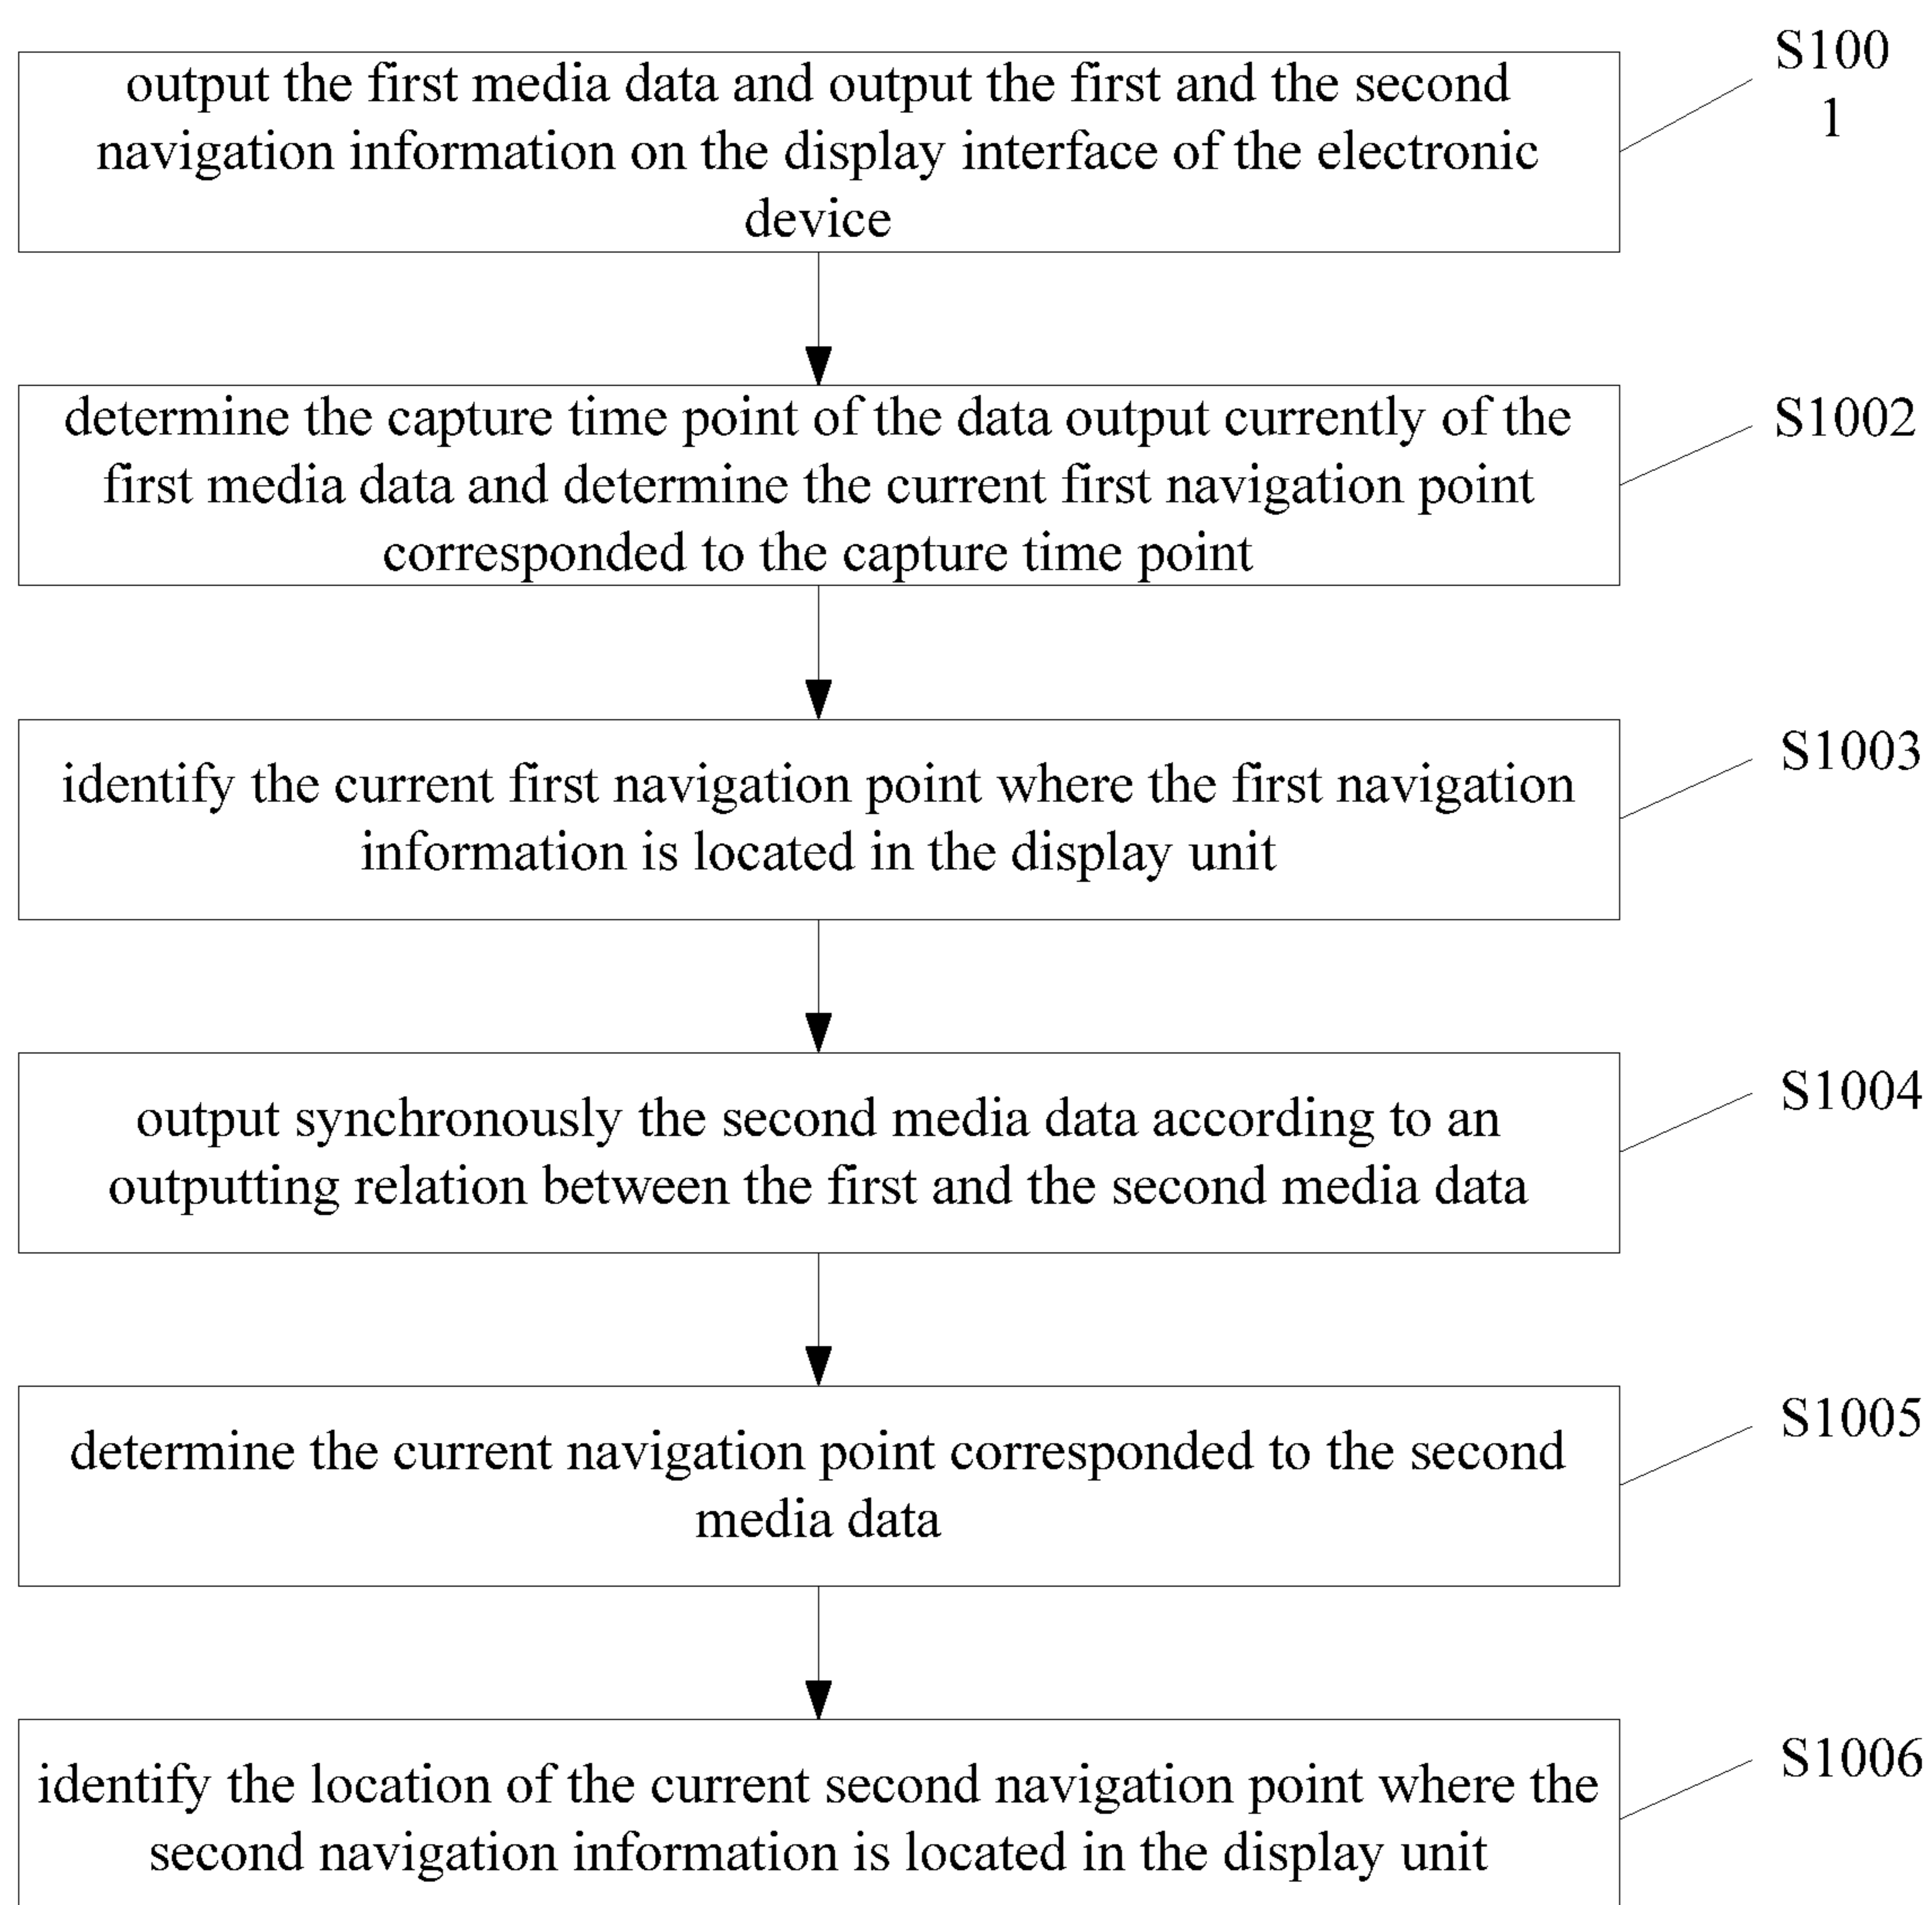 output the first media data and output the first and the second
navigation information on the display interface of the electronic
device
S100
1
determine the capture time point of the data output currently of the
first media data and determine the current first navigation point
corresponded to the capture time point
S1002
identify the current first navigation point where the first navigation
information is located in the display unit
S1003
output synchronously the second media data according to an
outputting relation between the first and the second media data
S1004
determine the current navigation point corresponded to the second
media data
S1005
identify the location of the current second navigation point where the
second navigation information is located in the display unit
S1006